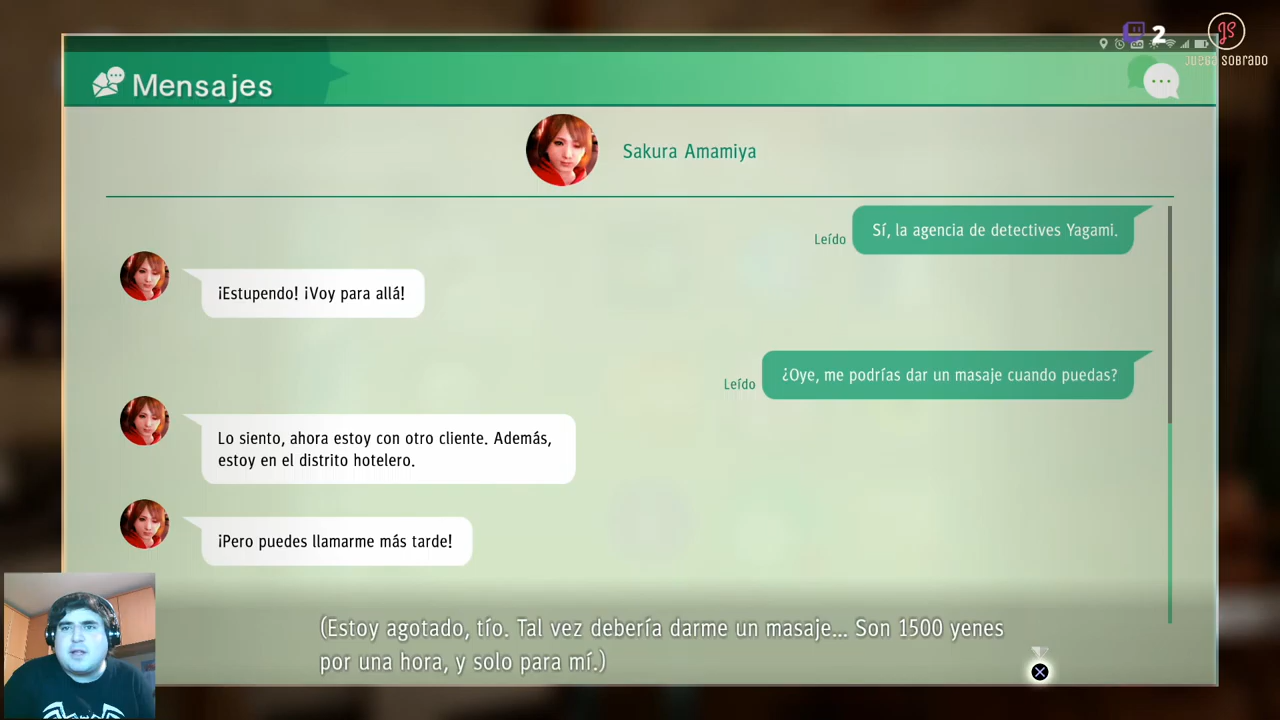 2
JS
JUEGA SOBRADO
Mensajes
Sakura Amamiya
Sí, la agencia de detectives Yagami.
Leído
¡Estupendo! ¡Voy para allá!
¿Oye, me podrías dar un masaje cuando puedas?
Leído
Lo siento, ahora estoy con otro cliente. Además,
estoy en el distrito hotelero.
¡Pero puedes llamarme más tarde!
(Estoy agotado, tío. Tal vez debería darme un masaje... Son 1500 yenes
por una hora, y solo para mí.)